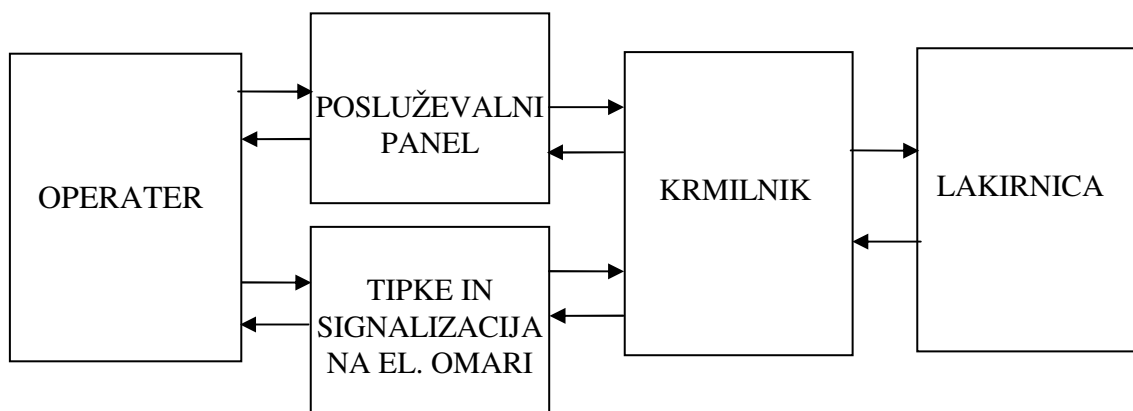 OPERATER
POSLUŽEVALNI
PANEL
TIPKE IN
SIGNALIZACIJA
NA EL. OMARI
KRMILNIK
LAKIRNICA